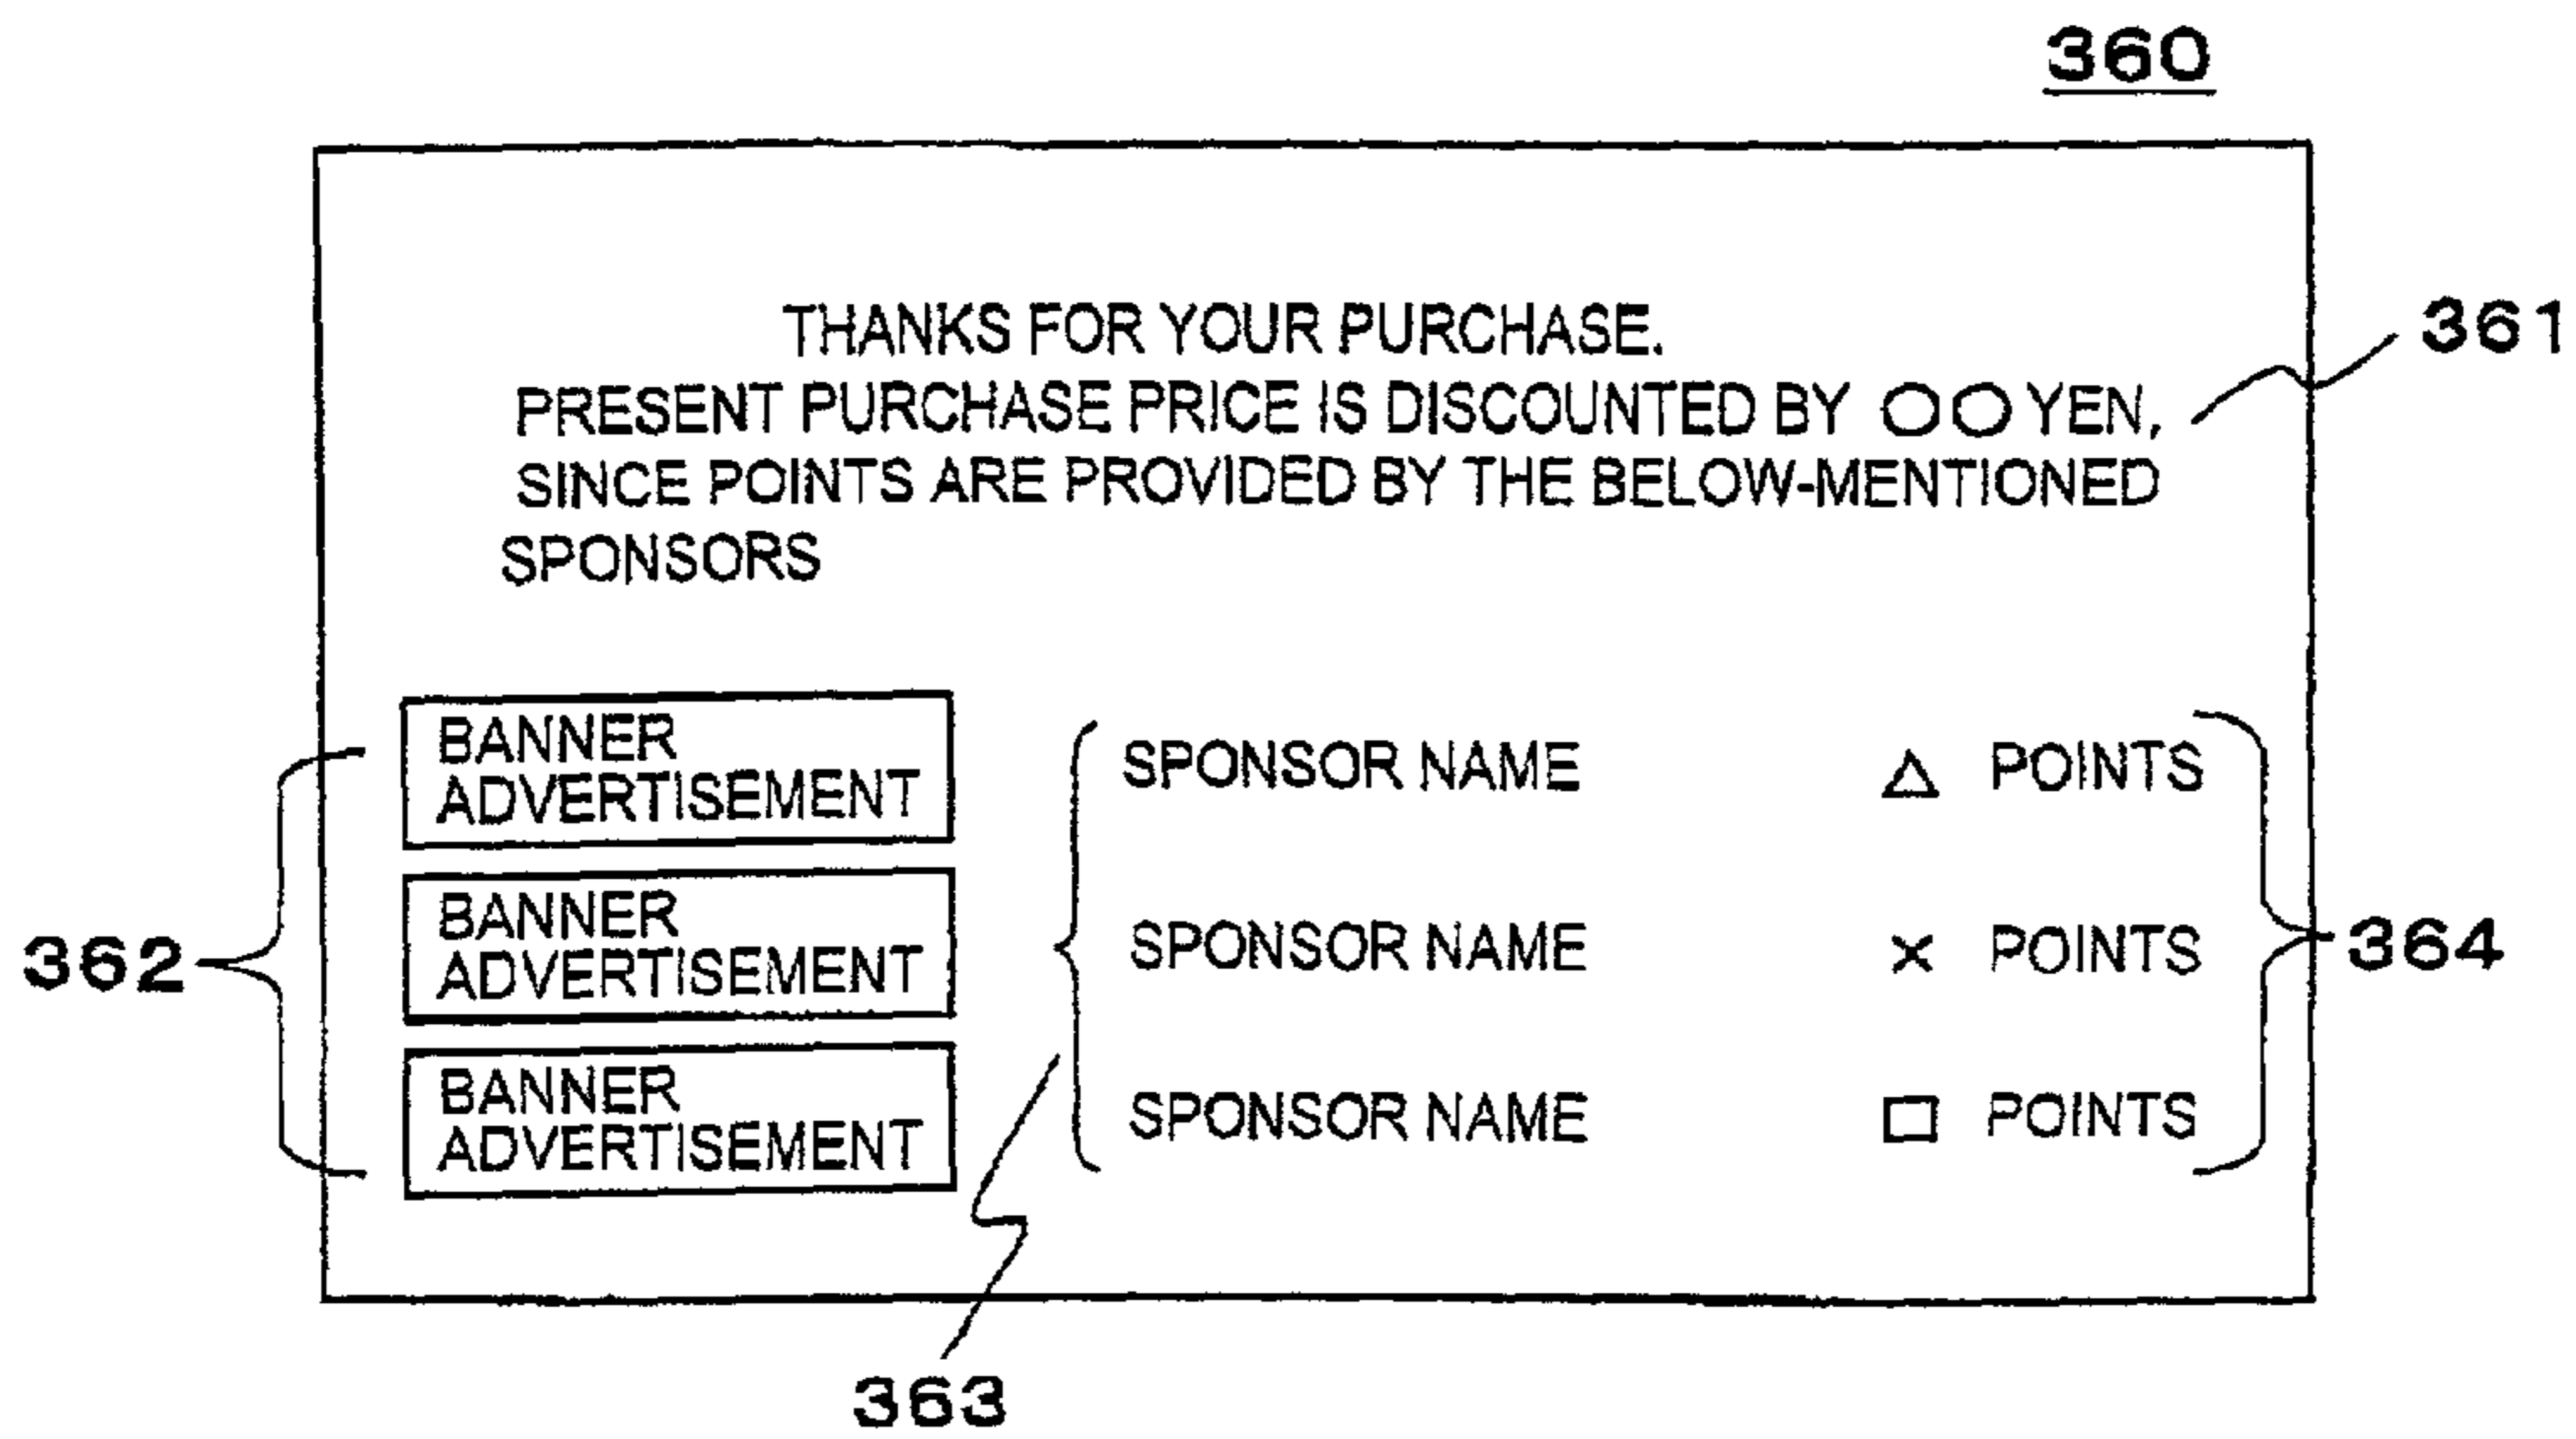 360
THANKS FOR YOUR PURCHASE.
PRESENT PURCHASE PRICE IS DISCOUNTED BY ○○ YEN,
SINCE POINTS ARE PROVIDED BY THE BELOW-MENTIONED
SPONSORS
361
BANNER
ADVERTISEMENT
SPONSOR NAME △ POINTS
BANNER
ADVERTISEMENT
SPONSOR NAME × POINTS
BANNER
ADVERTISEMENT
SPONSOR NAME □ POINTS
362
364
363